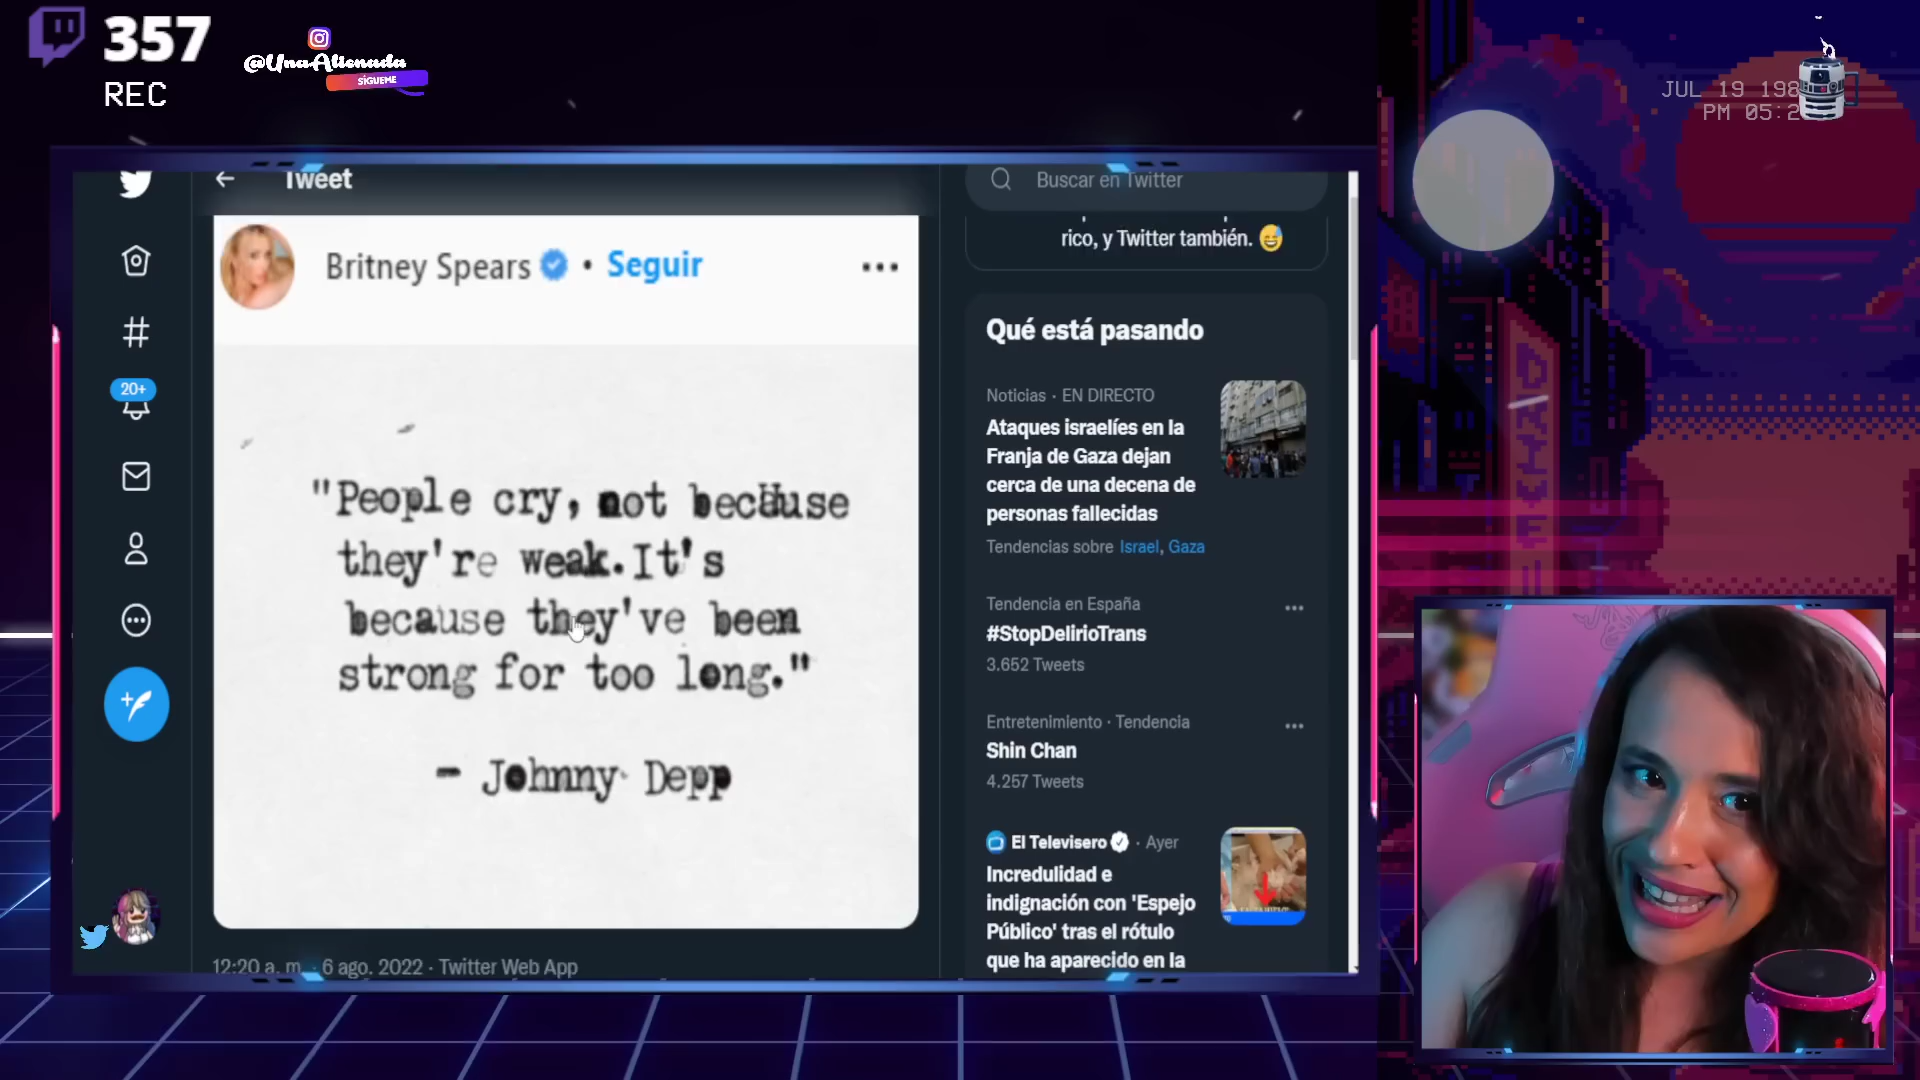 357
REC
@UnaAlienada
SÍGUEME
JUL 19 198
PM 05:2
Tweet
Buscar en Twitter
rico, y Twitter también. 😅
Britney Spears • Seguir
20+
"People cry, not because
they're weak.It's
because they've been
strong for too long."
- Johnny Depp
12:20 a. m. · 6 ago. 2022 · Twitter Web App
Qué está pasando
Noticias · EN DIRECTO
Ataques israelíes en la
Franja de Gaza dejan
cerca de una decena de
personas fallecidas
Tendencias sobre Israel, Gaza
Tendencia en España
#StopDelirioTrans
3.652 Tweets
Entretenimiento · Tendencia
Shin Chan
4.257 Tweets
El Televisero · Ayer
Incredulidad e
indignación con 'Espejo
Público' tras el rótulo
que ha aparecido en la